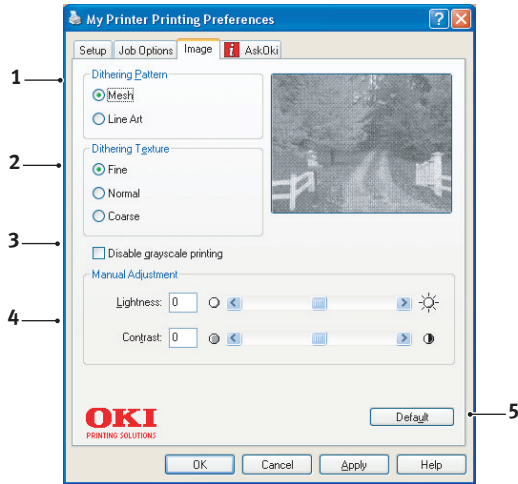 My Printer Printing Preferences
Setup Job Options Image i AskOki
1
Dithering Pattern
Mesh
Line Art
2
Dithering Texture
Fine
Normal
Coarse
3
Disable grayscale printing
Manual Adjustment
Lightness: 0
4
Contrast: 0
OKI
PRINTING SOLUTIONS
Default
5
OK Cancel Apply Help